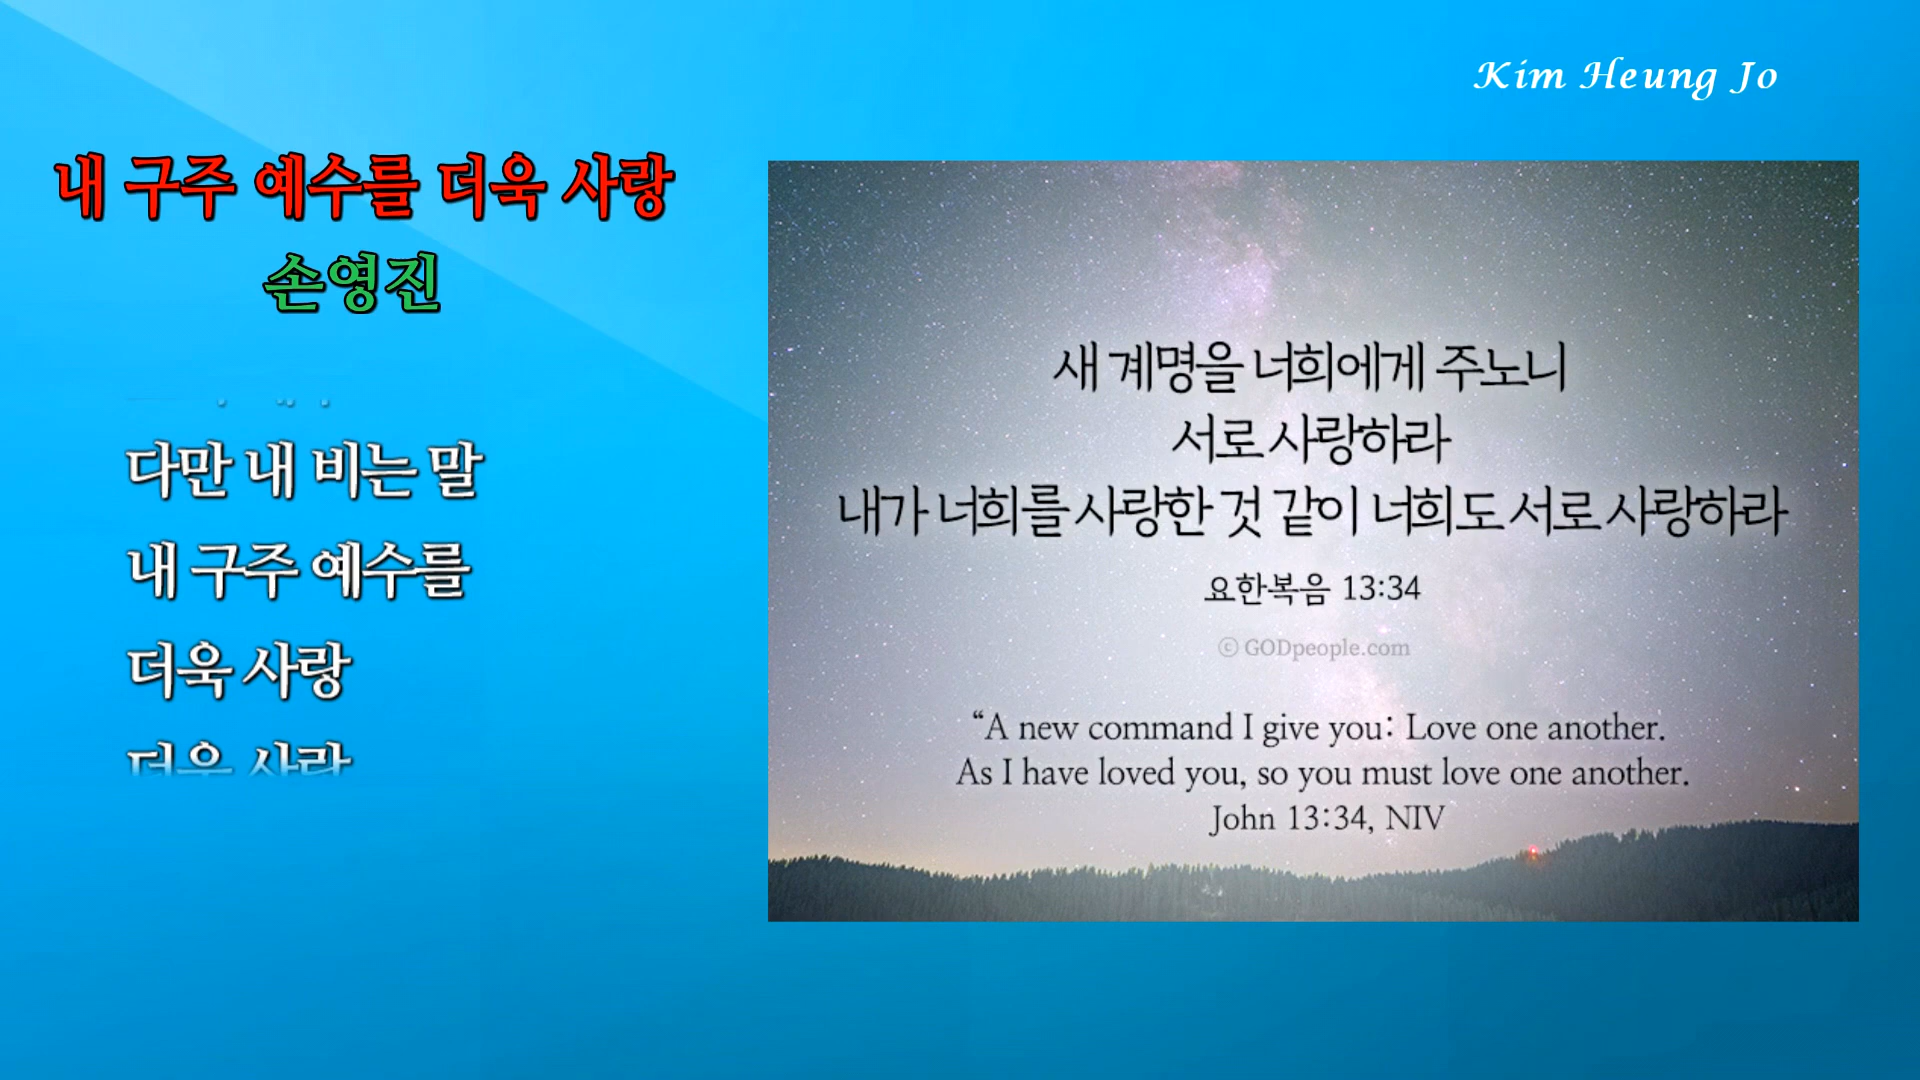 Kim Heung Jo
내 구주 예수를 더욱 사랑
손영진
다만 내 비는 말
내 구주 예수를
더욱 사랑
더욱 사랑
새 계명을 너희에게 주노니
서로 사랑하라
내가 너희를 사랑한 것 같이 너희도 서로 사랑하라
요한복음 13:34
ⓒ GODpeople.com
“A new command I give you: Love one another.
As I have loved you, so you must love one another.
John 13:34, NIV